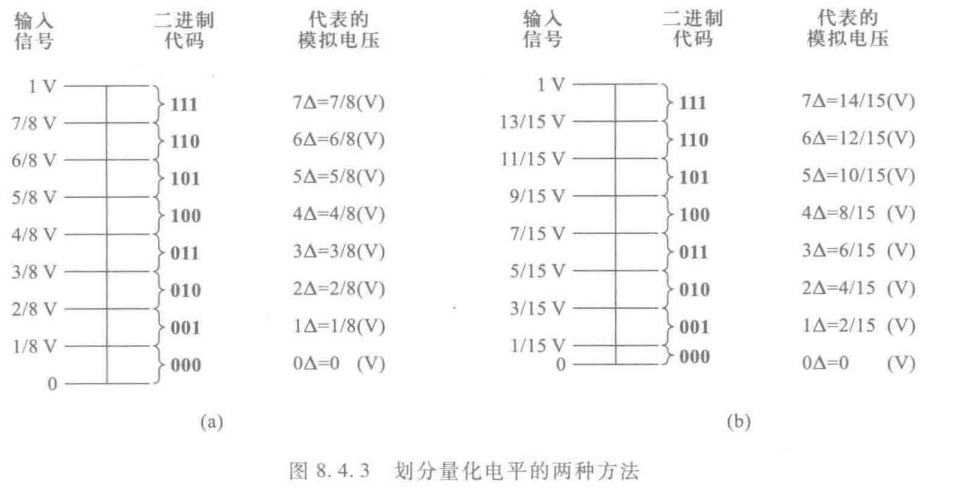 输入 二进制 代表的 输入 二进制 代表的
信号 代码 模拟电压 信号 代码 模拟电压
1 V 1 V
111 7Δ=7/8(V) 111 7Δ=14/15(V)
7/8 V 13/15 V
110 6Δ=6/8(V) 110 6Δ=12/15(V)
6/8 V 11/15 V
101 5Δ=5/8(V) 101 5Δ=10/15(V)
5/8 V 9/15 V
100 4Δ=4/8(V) 100 4Δ=8/15 (V)
4/8 V 7/15 V
011 3Δ=3/8(V) 011 3Δ=6/15 (V)
3/8 V 5/15 V
010 2Δ=2/8(V) 010 2Δ=4/15 (V)
2/8 V 3/15 V
001 1Δ=1/8(V) 001 1Δ=2/15 (V)
1/8 V 1/15 V
000 0Δ=0 (V) 000 0Δ=0 (V)
0 0
(a) (b)
图 8.4.3 划分量化电平的两种方法